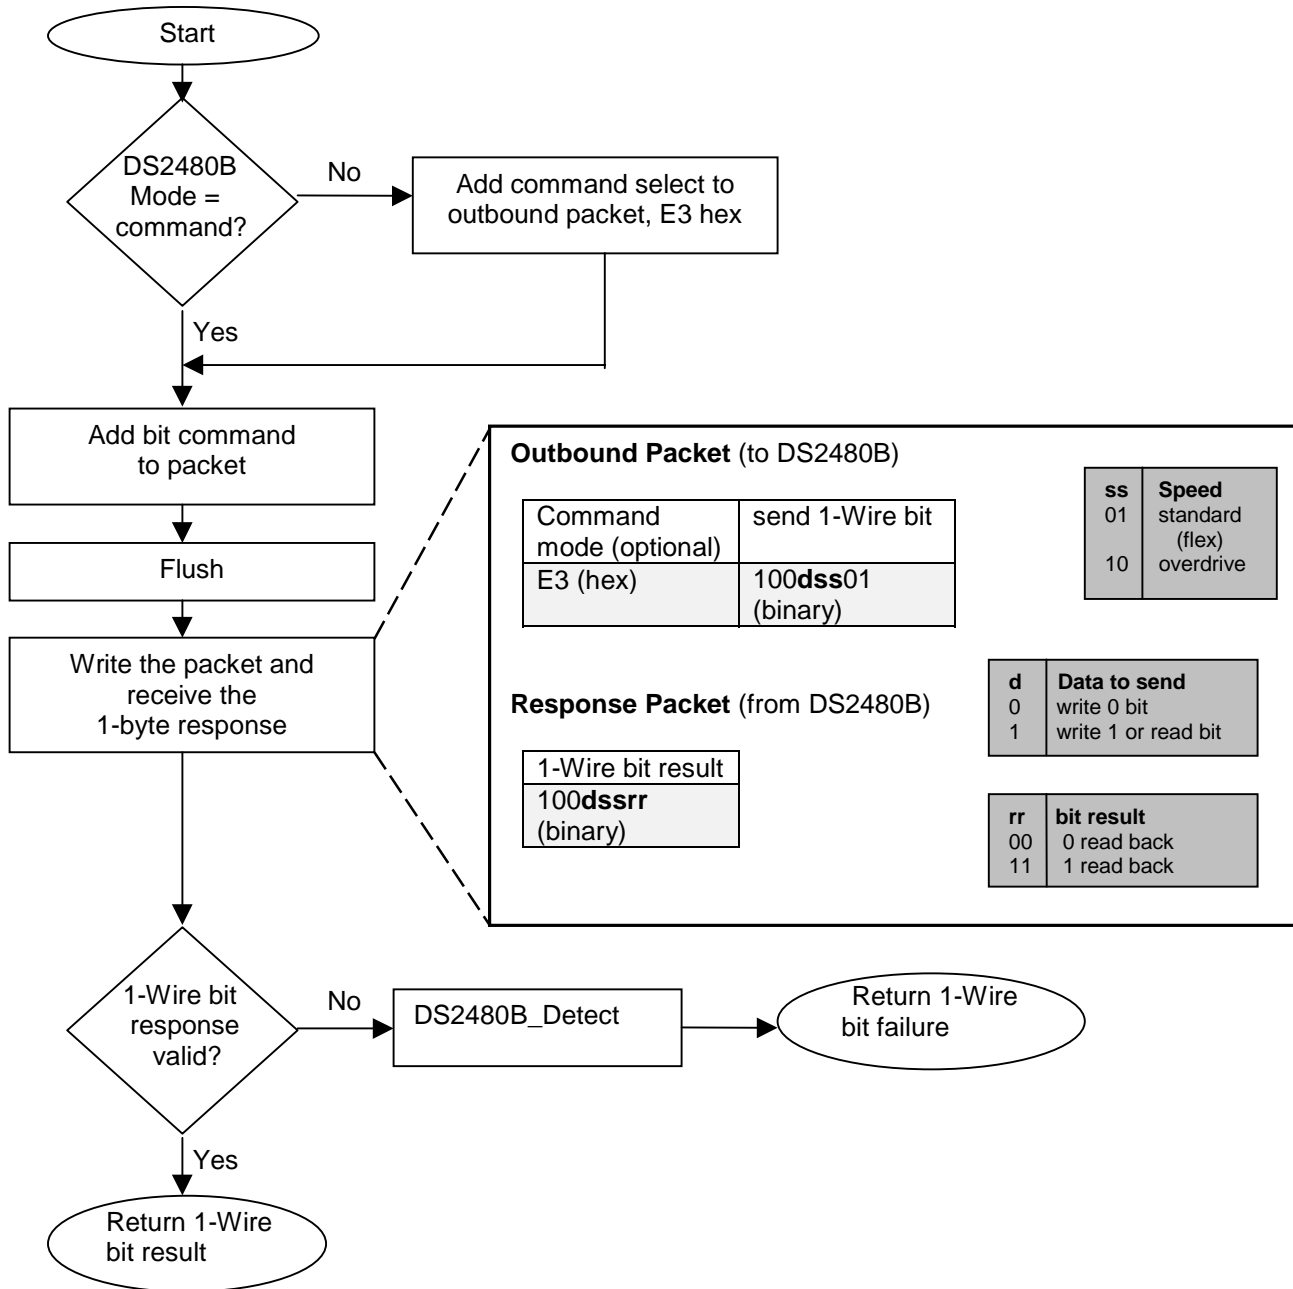 Start
DS2480B
Mode =
command?
No
Add command select to
outbound packet, E3 hex
Yes
Add bit command
to packet
Flush
Write the packet and
receive the
1-byte response
Outbound Packet (to DS2480B)
Command
mode (optional)
send 1-Wire bit
E3 (hex)
100dss01
(binary)
ss Speed
01 standard
(flex)
10 overdrive
Response Packet (from DS2480B)
1-Wire bit result
100dssrr
(binary)
d Data to send
0 write 0 bit
1 write 1 or read bit
rr bit result
00 0 read back
11 1 read back
1-Wire bit
response
valid?
No
DS2480B_Detect
Return 1-Wire
bit failure
Yes
Return 1-Wire
bit result